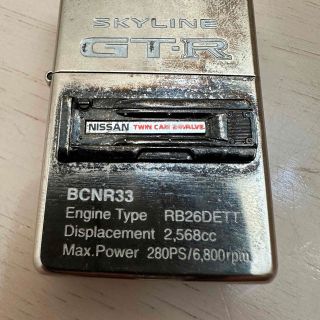 SKYLINE
GT-R
NISSAN TWIN CAM 24VALVE
BCNR33
Engine Type RB26DETT
Displacement 2,568cc
Max.Power 280PS/6,800rpm